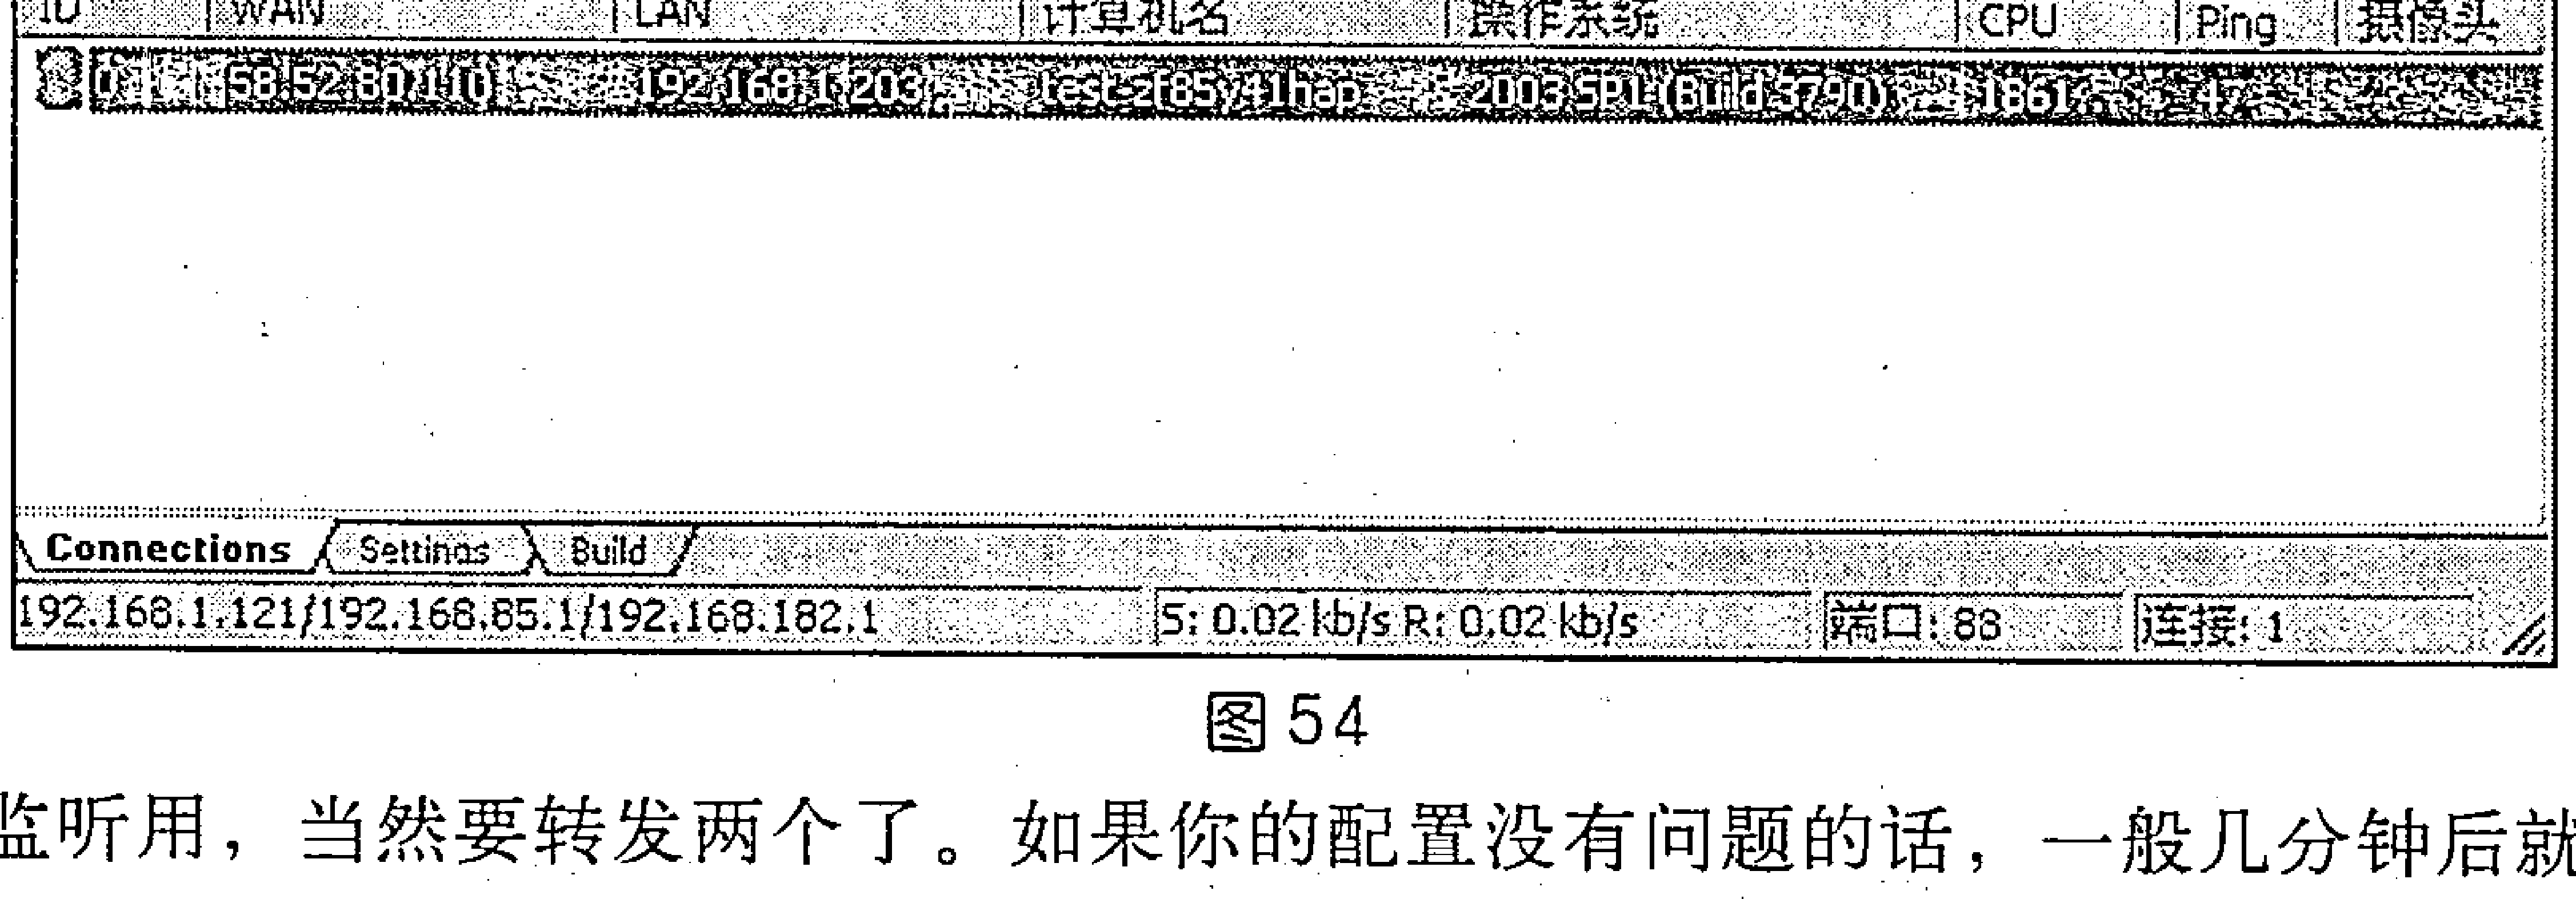 ID WAN LAN 计算机名 操作系统 CPU Ping 摄像头
0 58.52.80.110 192.168.1.203 test-zf85y41hap 2003 SP1 (Build 3790) 1861 4
Connections Settings Build
192.168.1.121/192.168.85.1/192.168.182.1 S: 0.02 kb/s R: 0.02 kb/s 端口: 88 连接: 1
图 54
监听用，当然要转发两个了。如果你的配置没有问题的话，一般几分钟后就